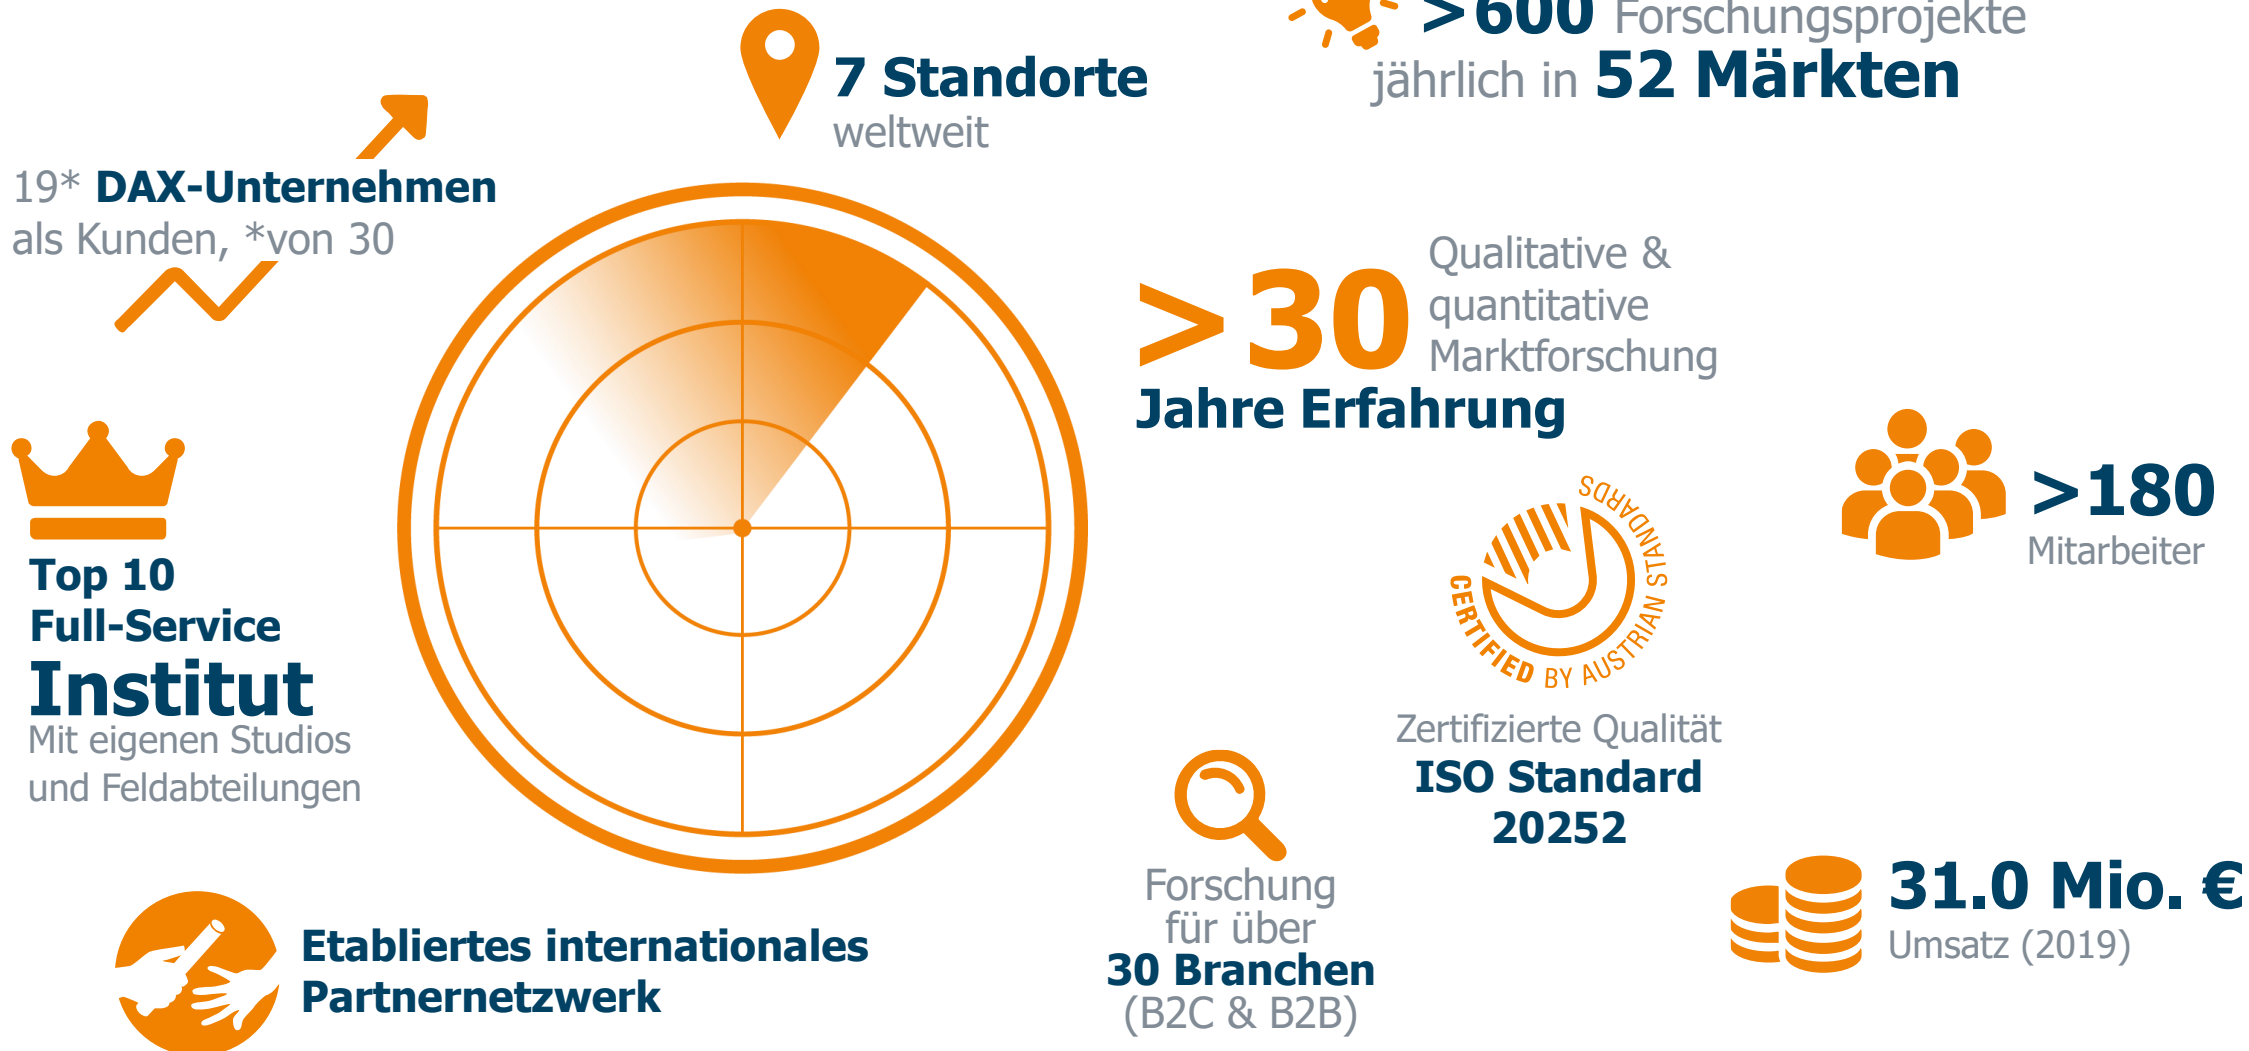 >600 Forschungsprojekte
jährlich in 52 Märkten
7 Standorte
weltweit
19* DAX-Unternehmen
als Kunden, *von 30
>30
Qualitative &
quantitative
Marktforschung
Jahre Erfahrung
>180
Mitarbeiter
Top 10
Full-Service
Institut
Mit eigenen Studios
und Feldabteilungen
CERTIFIED BY AUSTRIAN STANDARDS
Zertifizierte Qualität
ISO Standard
20252
Forschung
für über
30 Branchen
(B2C & B2B)
31.0 Mio. €
Umsatz (2019)
Etabliertes internationales
Partnernetzwerk